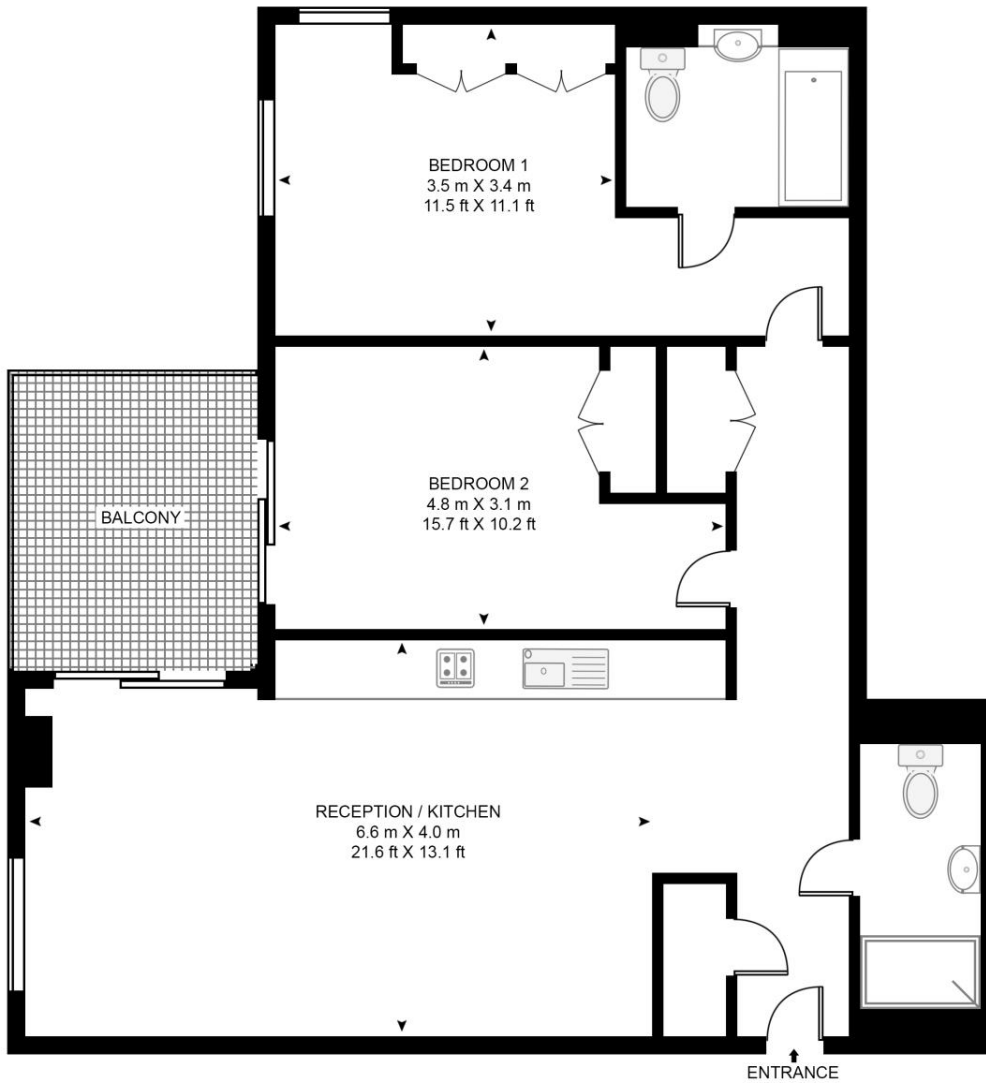 BEDROOM 1
3.5 m X 3.4 m
11.5 ft X 11.1 ft
BEDROOM 2
4.8 m X 3.1 m
15.7 ft X 10.2 ft
BALCONY
RECEPTION / KITCHEN
6.6 m X 4.0 m
21.6 ft X 13.1 ft
ENTRANCE